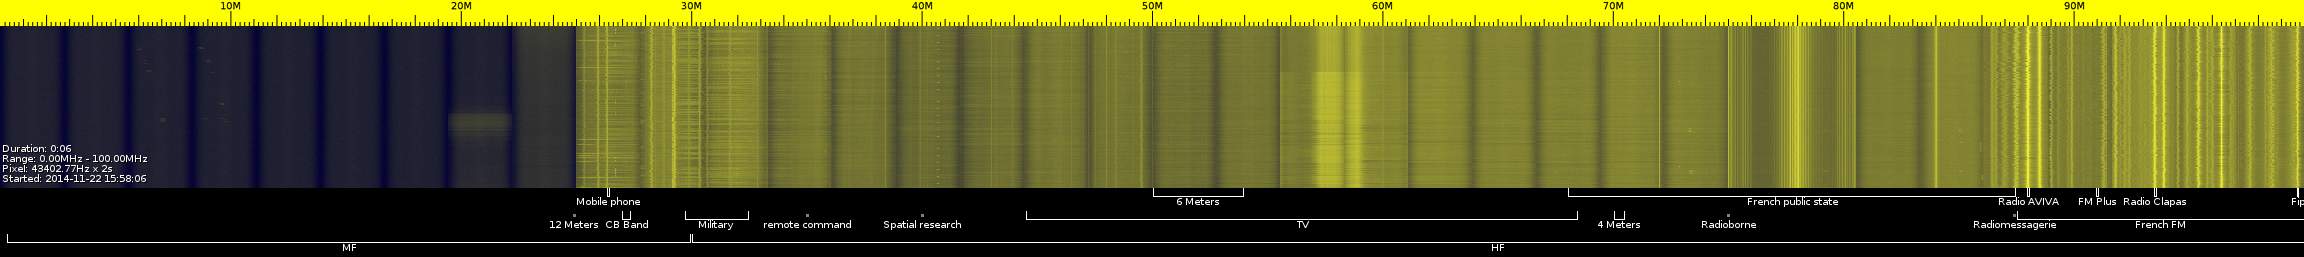 10M 20M 30M 40M 50M 60M 70M 80M 90M
Duration: 0:06
Range: 0.00MHz - 100.00MHz
Pixel: 43402.77Hz x 2s
Started: 2014-11-22 15:58:06
Mobile phone 6 Meters French public state Radio AVIVA FM Plus Radio Clapas Fip
12 Meters CB Band Military remote command Spatial research TV 4 Meters Radioborne Radiomessagerie French FM
MF HF